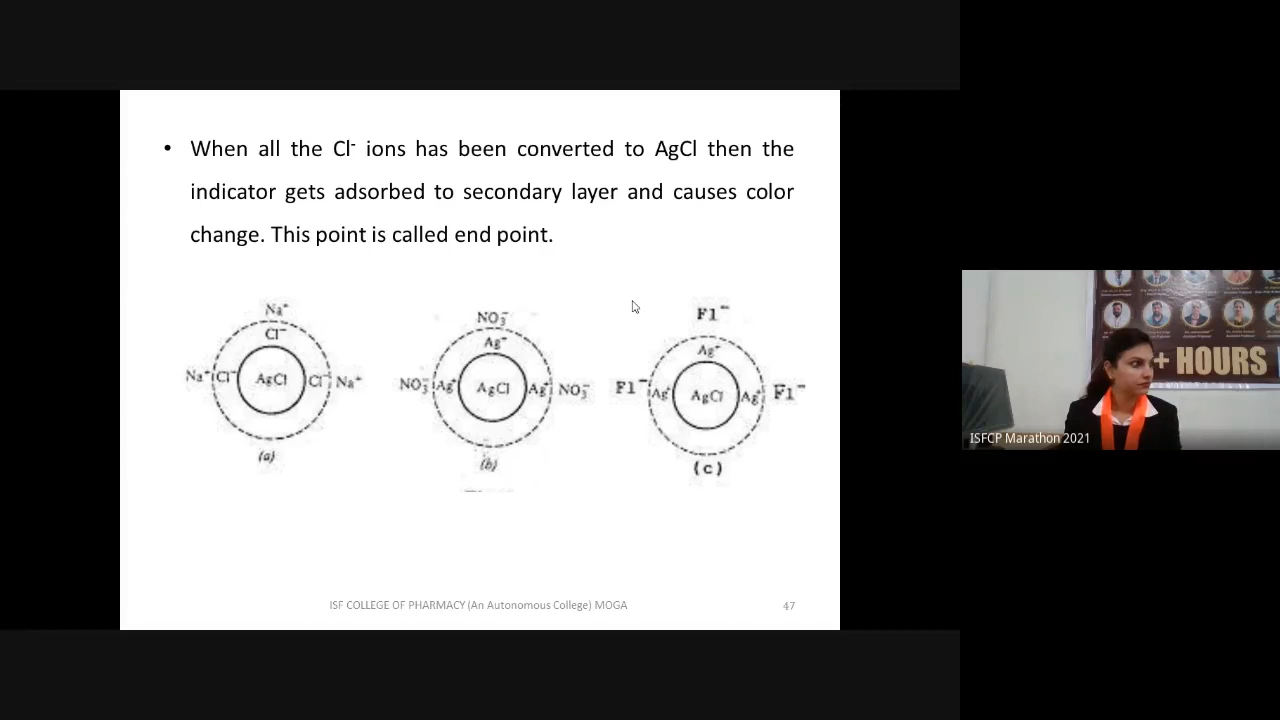 • When all the Cl⁻ ions has been converted to AgCl then the
indicator gets adsorbed to secondary layer and causes color
change. This point is called end point.
Na⁺
Cl⁻
Na⁺ Cl⁻ AgCl Cl⁻ Na⁺
(a)
NO₃⁻
Ag⁺
NO₃⁻ Ag⁺ AgCl Ag⁺ NO₃⁻
(b)
Fl⁻
Ag⁺
Fl⁻ Ag⁺ AgCl Ag⁺ Fl⁻
(c)
ISF COLLEGE OF PHARMACY (An Autonomous College) MOGA
47
+ HOURS
ISFCP Marathon 2021